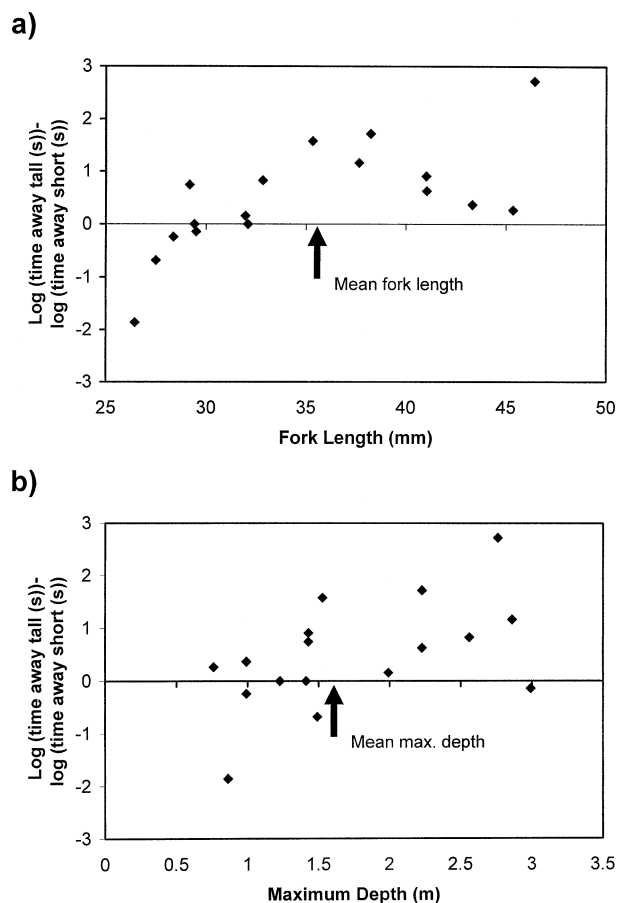 a)
3
2
1
0
-1
-2
-3
Log (time away tall (s))-
log (time away short (s))
Mean fork length
25 30 35 40 45 50
Fork Length (mm)
b)
3
2
1
0
-1
-2
-3
Log (time away tall (s))-
log (time away short (s))
Mean max. depth
0 0.5 1 1.5 2 2.5 3 3.5
Maximum Depth (m)